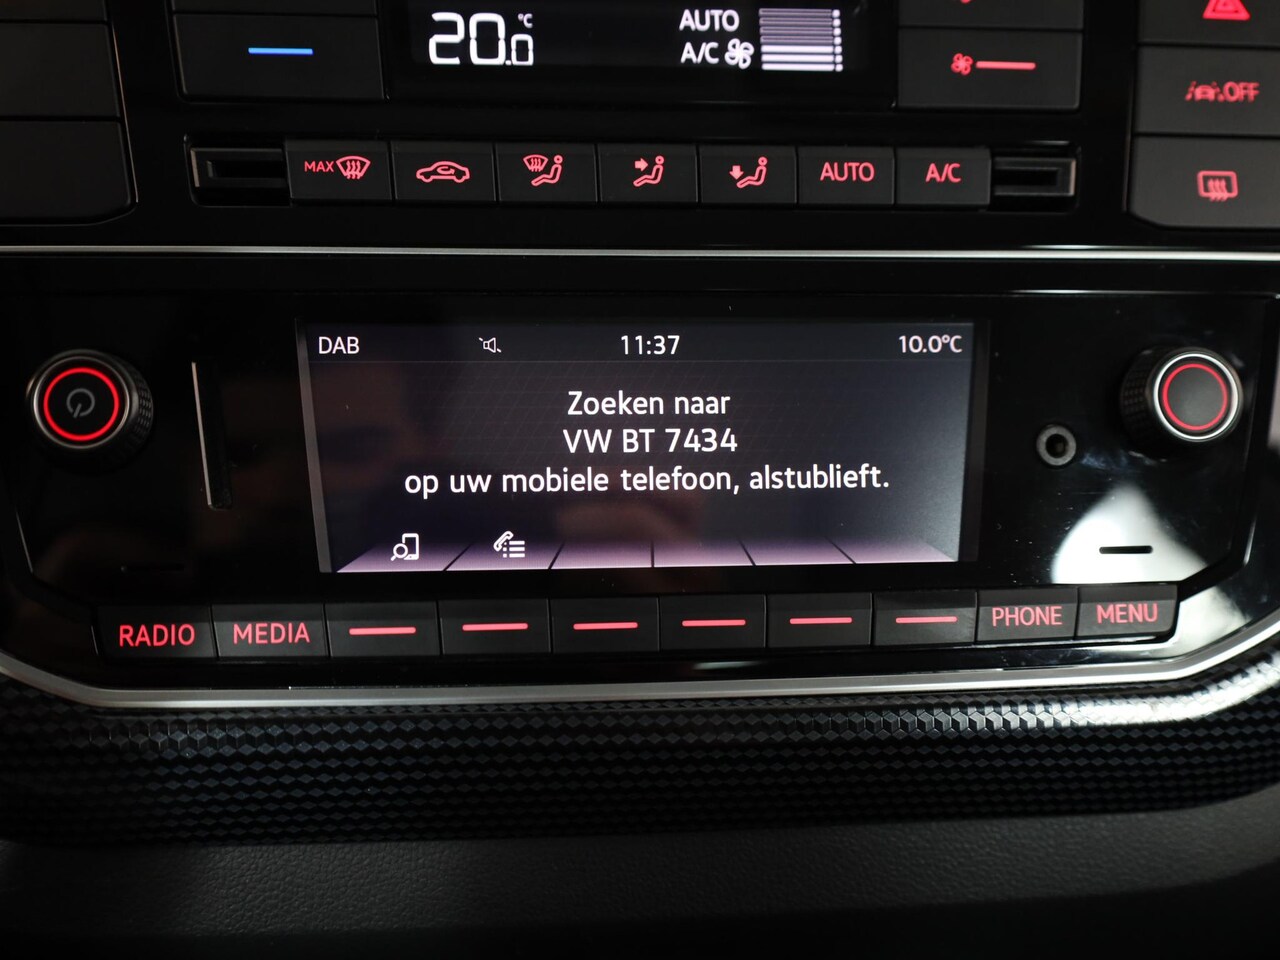 20.0 °C
AUTO
A/C
OFF
MAX
AUTO
A/C
DAB 11:37 10.0°C
Zoeken naar
VW BT 7434
op uw mobiele telefoon, alstublieft.
RADIO MEDIA PHONE MENU